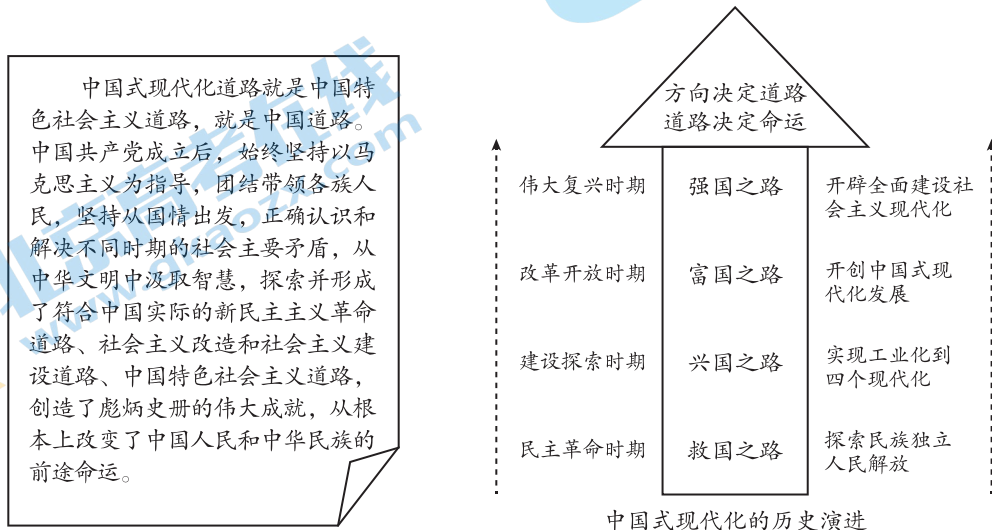 中国式现代化道路就是中国特
色社会主义道路，就是中国道路。
中国共产党成立后，始终坚持以马
克思主义为指导，团结带领各族人
民，坚持从国情出发，正确认识和
解决不同时期的社会主要矛盾，从
中华文明中汲取智慧，探索并形成
了符合中国实际的新民主主义革命
道路、社会主义改造和社会主义建
设道路、中国特色社会主义道路，
创造了彪炳史册的伟大成就，从根
本上改变了中国人民和中华民族的
前途命运。
方向决定道路
道路决定命运
伟大复兴时期
强国之路
开辟全面建设社
会主义现代化
改革开放时期
富国之路
开创中国式现
代化发展
建设探索时期
兴国之路
实现工业化到
四个现代化
民主革命时期
救国之路
探索民族独立
人民解放
中国式现代化的历史演进
北京高考在线
www.gkaozx.com